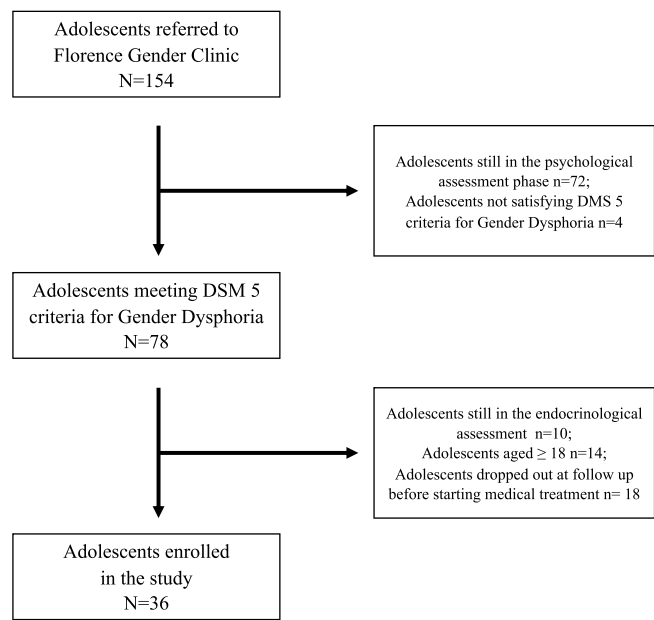 Adolescents referred to
Florence Gender Clinic
N=154
Adolescents still in the psychological
assessment phase n=72;
Adolescents not satisfying DMS 5
criteria for Gender Dysphoria n=4
Adolescents meeting DSM 5
criteria for Gender Dysphoria
N=78
Adolescents still in the endocrinological
assessment n=10;
Adolescents aged ≥ 18 n=14;
Adolescents dropped out at follow up
before starting medical treatment n= 18
Adolescents enrolled
in the study
N=36